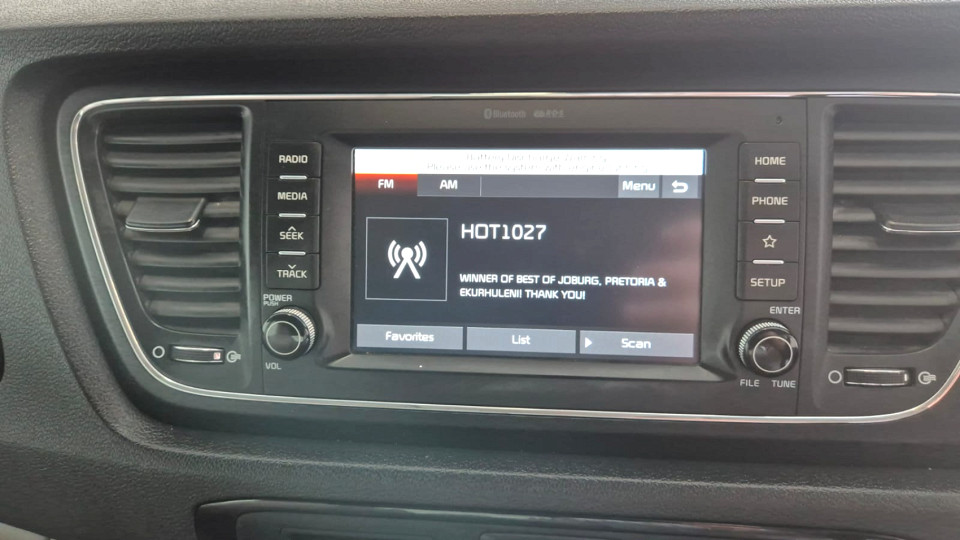 Bluetooth
RADIO
MEDIA
SEEK
TRACK
POWER
PUSH
VOL
FM
AM
Menu
HOT1027
WINNER OF BEST OF JOBURG, PRETORIA &
EKURHULENI! THANK YOU!
Favorites
List
Scan
HOME
PHONE
SETUP
ENTER
FILE
TUNE